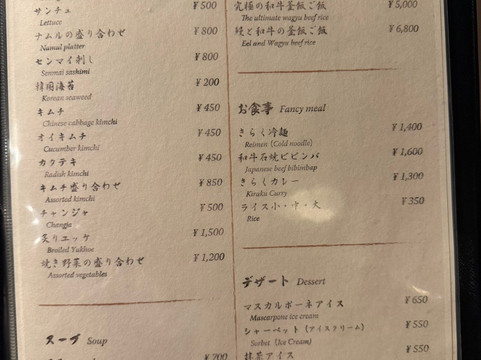 サンチュ ¥500
Lettuce
ナムルの盛り合わせ ¥800
Namul platter
センマイ刺し ¥800
Senmai sashimi
韓国海苔 ¥200
Korean seaweed
キムチ ¥450
Chinese cabbage kimchi
オイキムチ ¥450
Cucumber kimchi
カクテキ ¥450
Radish kimchi
キムチ盛り合わせ ¥850
Assorted kimchi
チャンジャ ¥500
Changja
炙りユッケ ¥1,500
Broiled Yukhoe
焼き野菜の盛り合わせ ¥1,200
Assorted vegetables
スープ Soup
¥700
究極の和牛釜飯ご飯 ¥5,000
The ultimate wagyu beef rice
鰻と和牛の釜飯ご飯 ¥6,800
Eel and Wagyu beef rice
お食事 Fancy meal
きらく冷麺 ¥1,400
Reimen (Cold noodle)
和牛石焼ビビンバ ¥1,600
Japanese beef bibimbap
きらくカレー ¥1,300
Kiraku Curry
ライス小・中・大 ¥350
Rice
デザート Dessert
マスカルポーネアイス ¥650
Mascarpone ice cream
シャーベット（アイスクリーム） ¥550
Sorbet (Ice Cream)
抹茶アイス ¥550